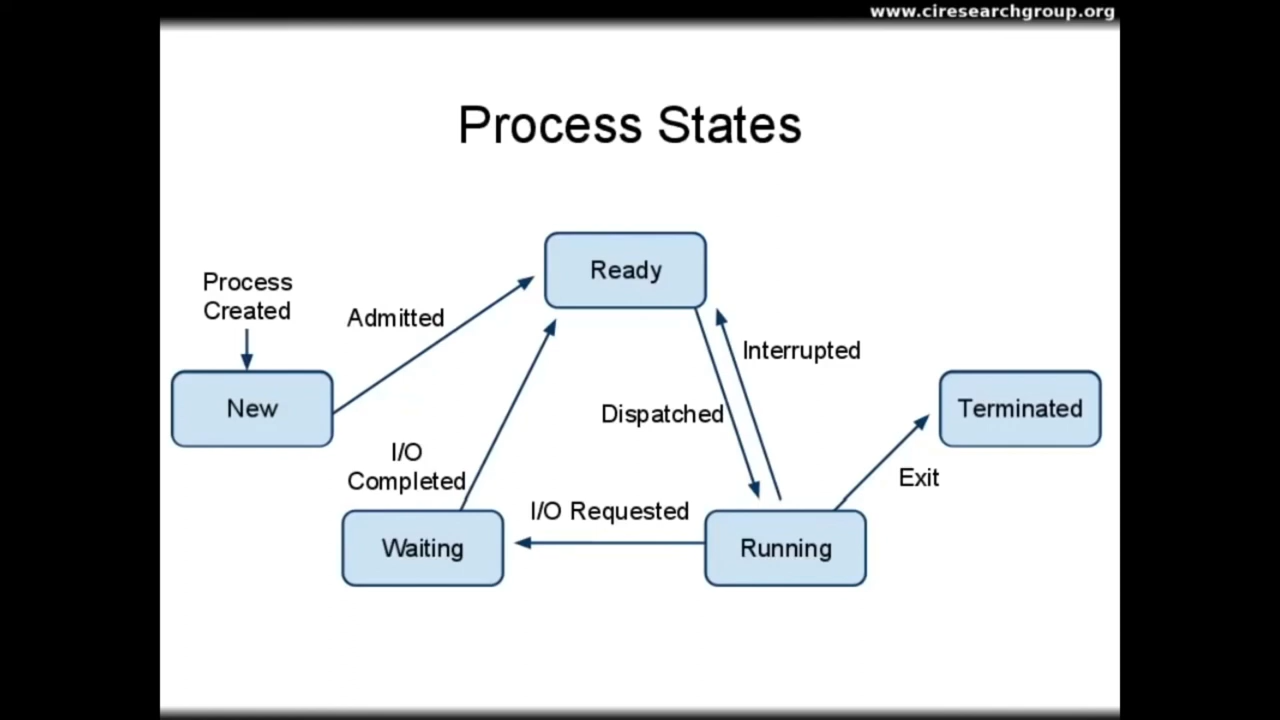 www.ciresearchgroup.org
Process States
Ready
Process
Created
Admitted
Interrupted
New
Dispatched
Terminated
I/O
Completed
Exit
I/O Requested
Waiting
Running